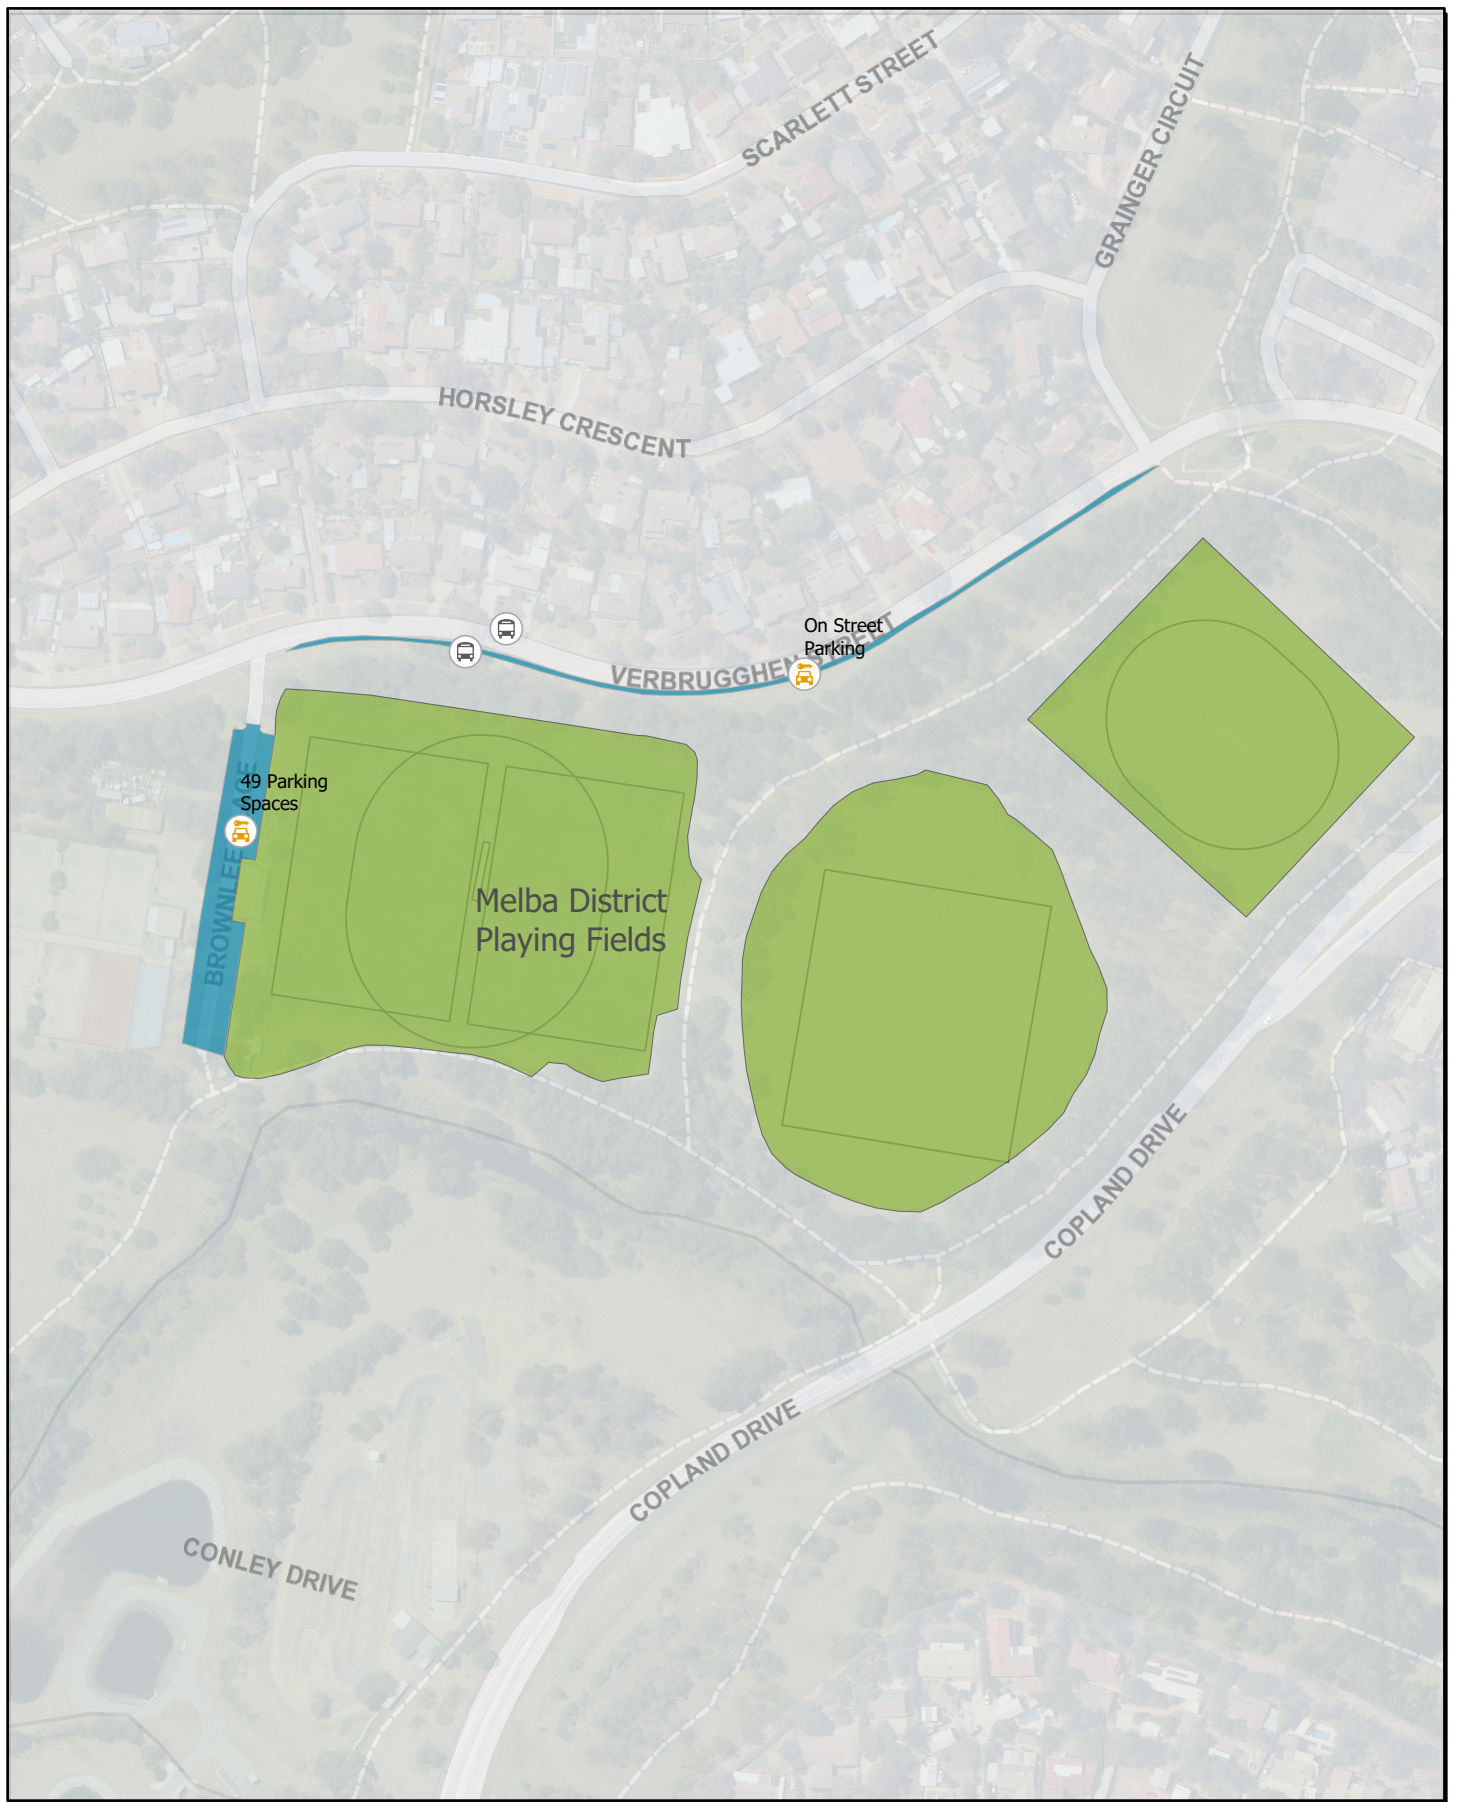 SCARLETT STREET
GRAINGER CIRCUIT
HORSLEY CRESCENT
On Street
Parking
VERBRUGGHEN STREET
49 Parking
Spaces
BROWNLEE PLACE
Melba District
Playing Fields
COPLAND DRIVE
COPLAND DRIVE
CONLEY DRIVE